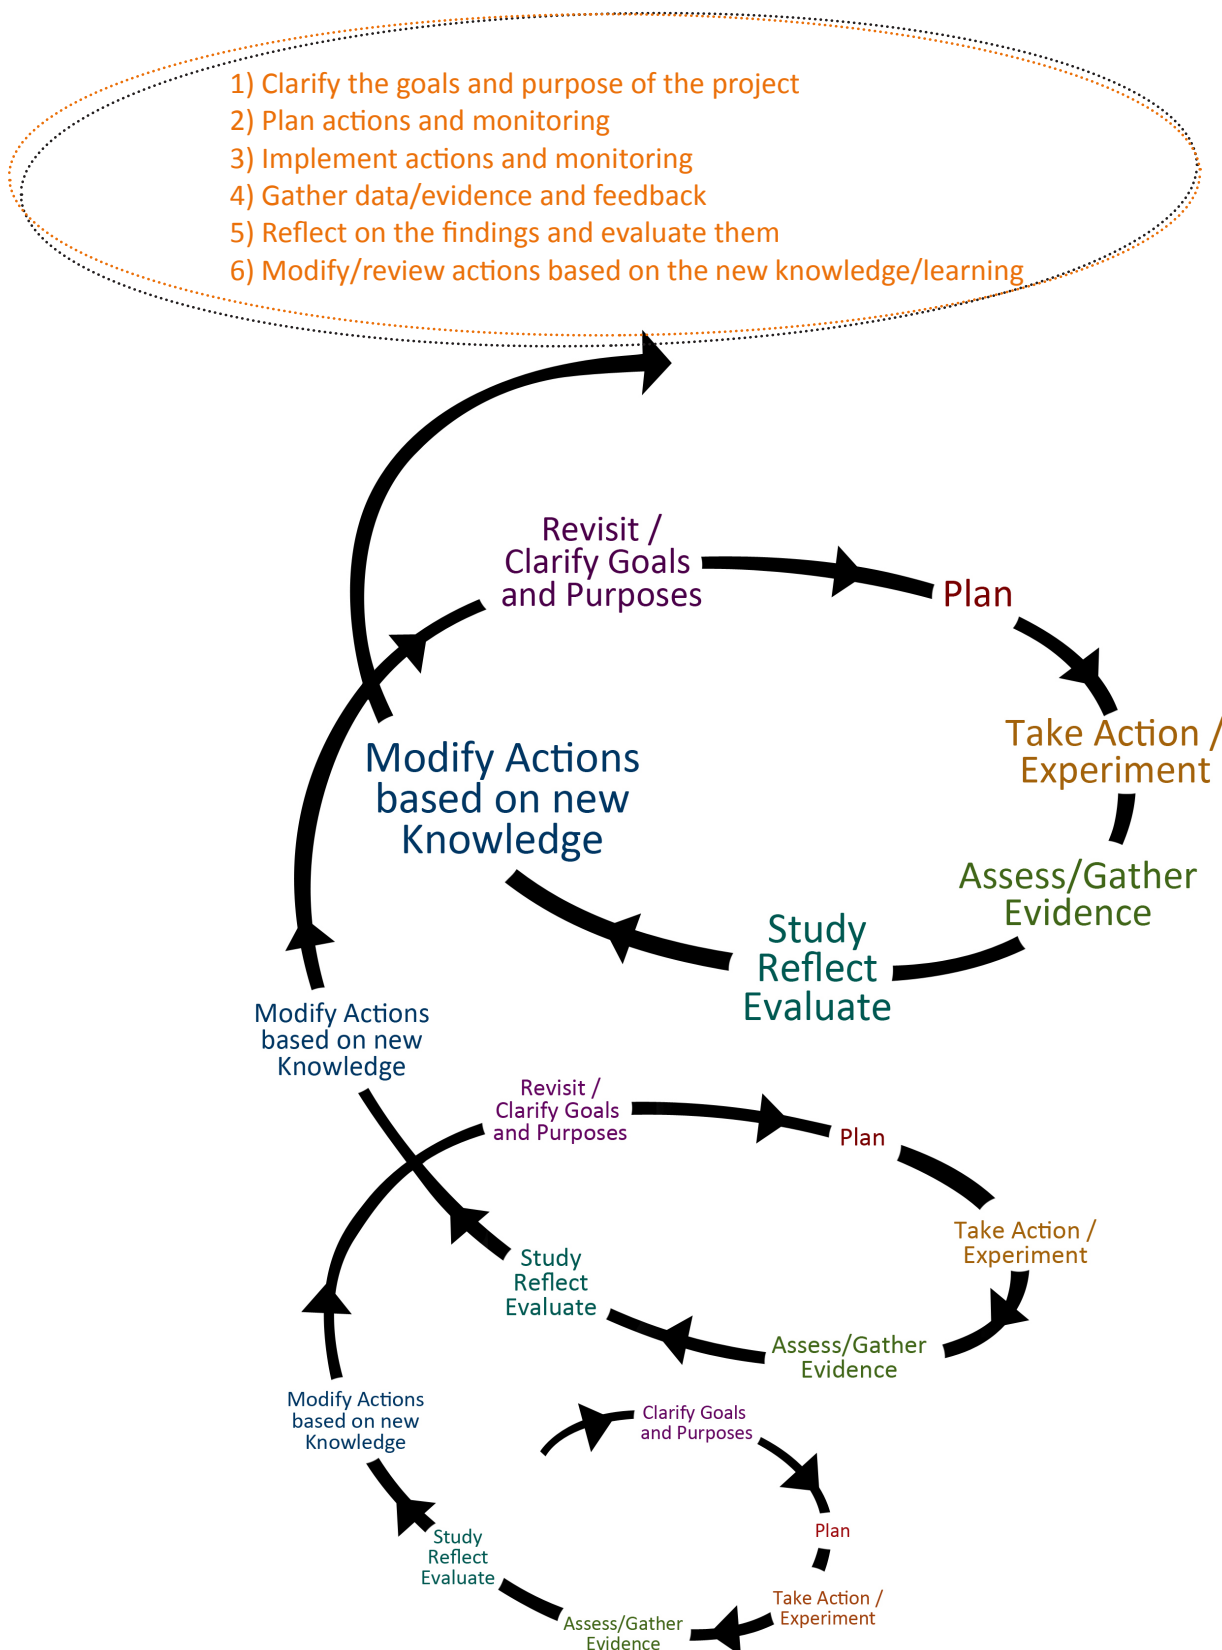 1) Clarify the goals and purpose of the project
2) Plan actions and monitoring
3) Implement actions and monitoring
4) Gather data/evidence and feedback
5) Reflect on the findings and evaluate them
6) Modify/review actions based on the new knowledge/learning
Revisit /
Clarify Goals
and Purposes
Plan
Take Action /
Experiment
Assess/Gather
Evidence
Study
Reflect
Evaluate
Modify Actions
based on new
Knowledge
Modify Actions
based on new
Knowledge
Revisit /
Clarify Goals
and Purposes
Plan
Take Action /
Experiment
Assess/Gather
Evidence
Study
Reflect
Evaluate
Modify Actions
based on new
Knowledge
Clarify Goals
and Purposes
Plan
Take Action /
Experiment
Assess/Gather
Evidence
Study
Reflect
Evaluate